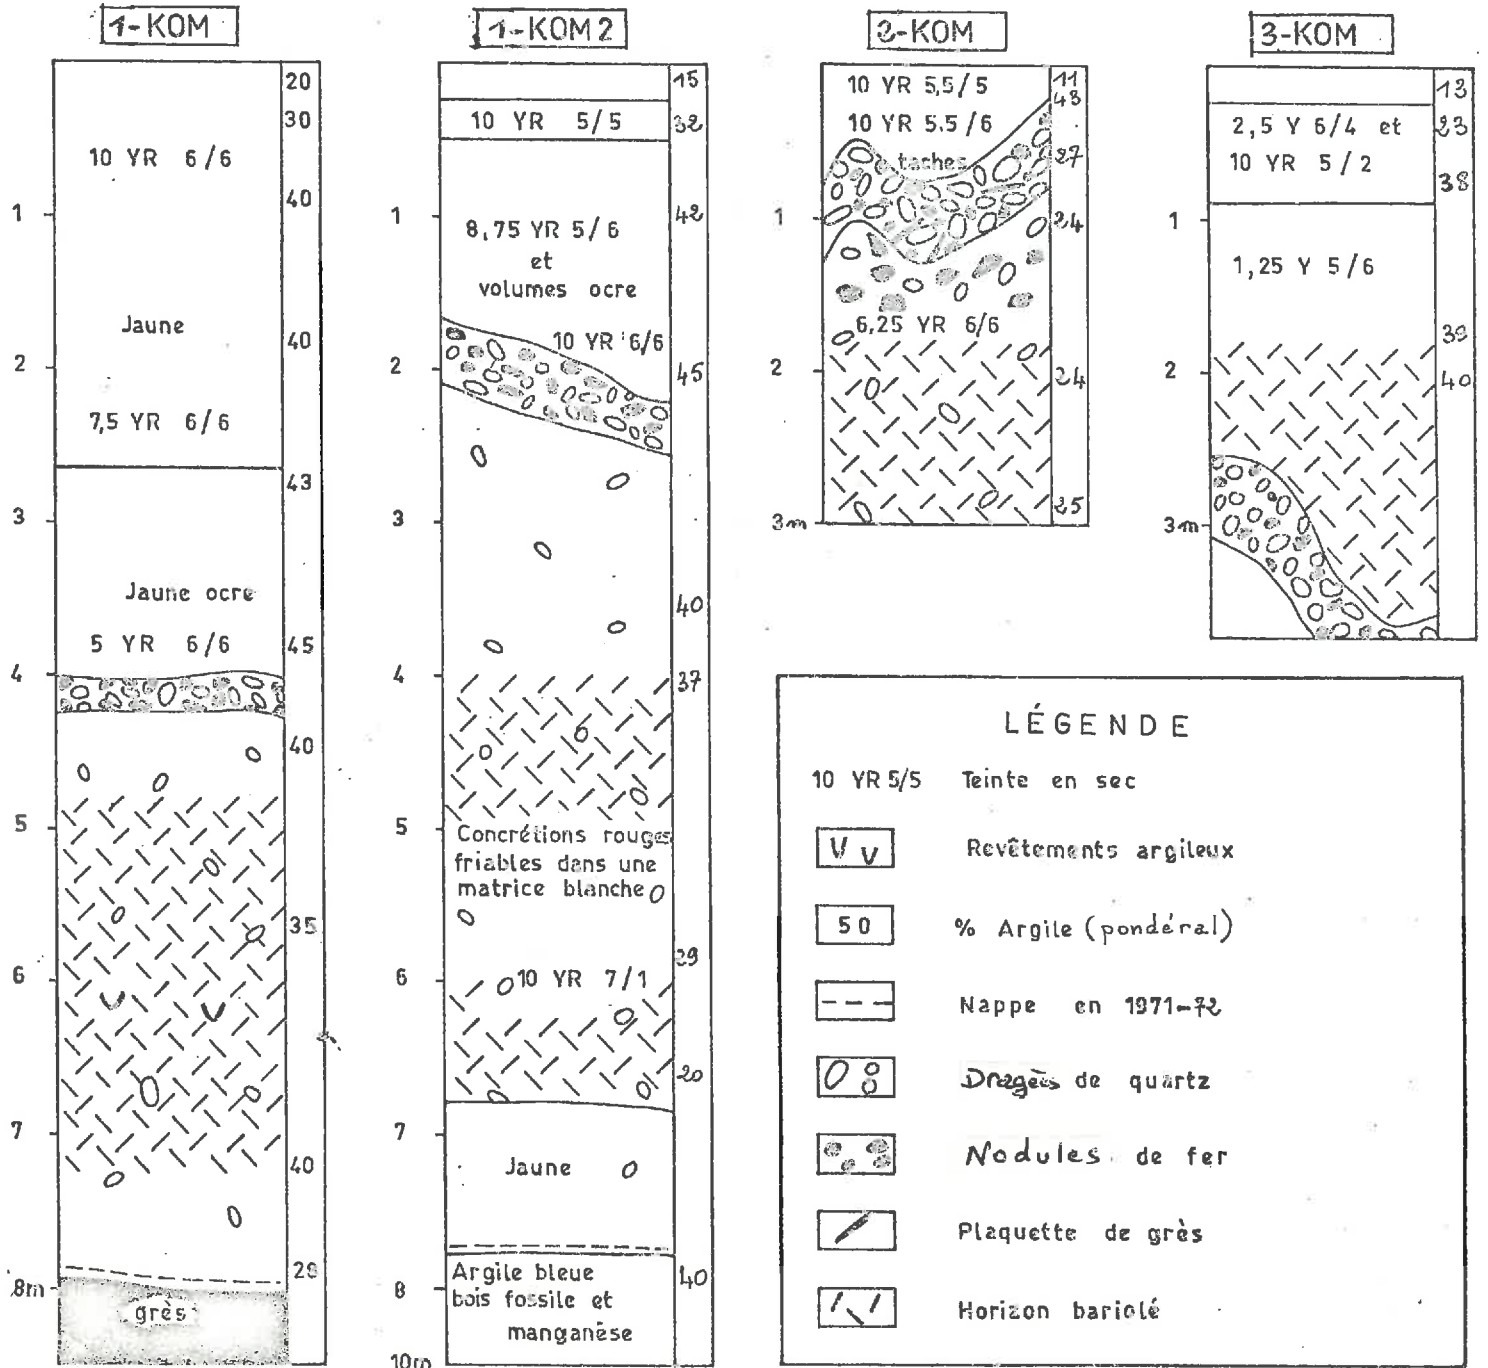 1-KOM
20
30
10 YR 6/6
40
1
Jaune
40
2
7,5 YR 6/6
43
3
Jaune ocre
5 YR 6/6
45
4
40
5
35
6
7
40
29
8m
grès
1-KOM 2
15
10 YR 5/5
32
1
42
8,75 YR 5/6
et
volumes ocre
10 YR 6/6
2
45
3
40
4
37
5
Concrétions rouges
friables dans une
matrice blanche
29
6
10 YR 7/1
20
7
Jaune
8
40
Argile bleue
bois fossile et
manganèse
10m
2-KOM
10 YR 5,5/5
11
43
10 YR 5.5/6
taches
27
1
24
6,25 YR 6/6
2
24
25
3m
3-KOM
13
2,5 Y 6/4 et
23
10 YR 5/2
38
1
1,25 Y 5/6
39
2
40
3m
LÉGENDE
10 YR 5/5 Teinte en sec
Revêtements argileux
50 % Argile (pondéral)
Nappe en 1971-72
Dragées de quartz
Nodules de fer
Plaquette de grès
Horizon bariolé